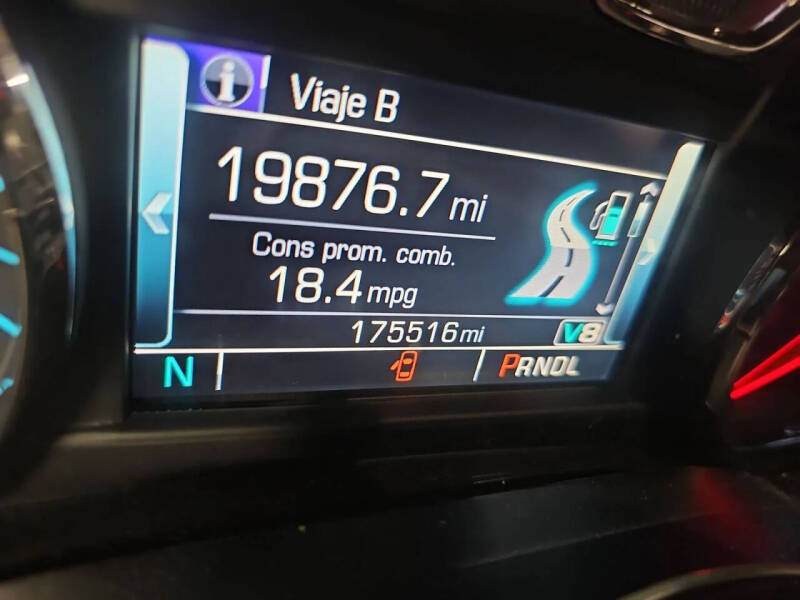 Viaje B
19876.7 mi
Cons prom. comb.
18.4 mpg
175516 mi V8
N PRNDL